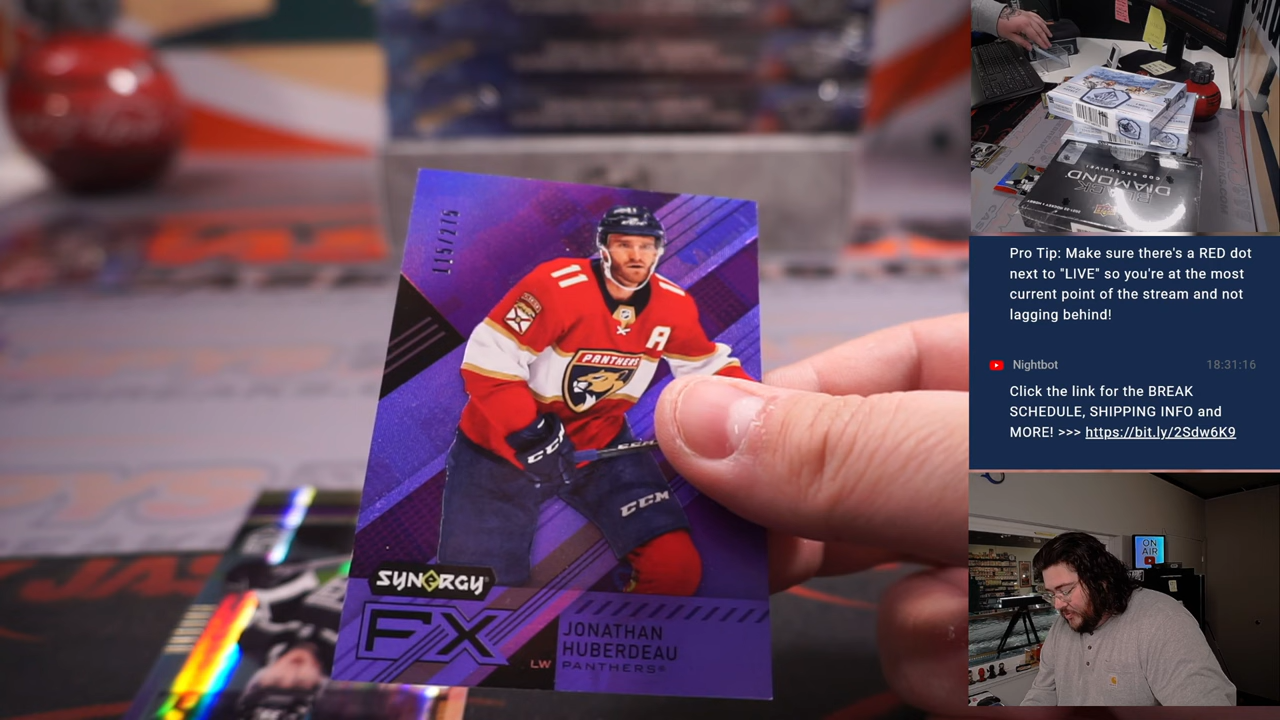 115/275
11
A
PANTHERS
CCM
CCM
SYNERGY
FX
LW
JONATHAN
HUBERDEAU
PANTHERS
BLACK
DIAMOND
Pro Tip: Make sure there's a RED dot
next to "LIVE" so you're at the most
current point of the stream and not
lagging behind!
Nightbot
18:31:16
Click the link for the BREAK
SCHEDULE, SHIPPING INFO and
MORE! >>> https://bit.ly/2Sdw6K9
ON
AIR